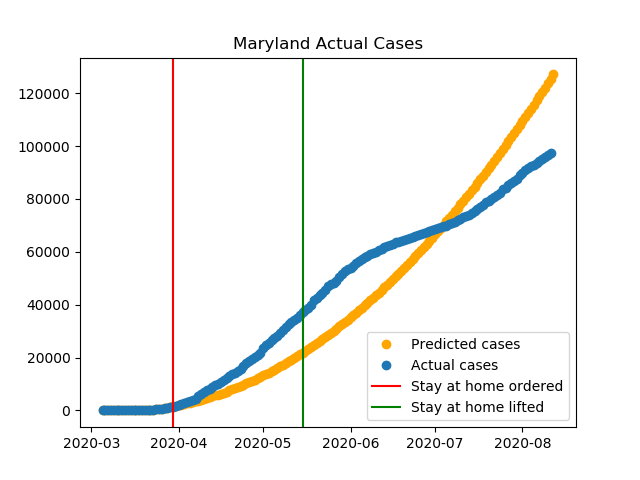 Maryland Actual Cases
120000
100000
80000
60000
40000
20000
0
Predicted cases
Actual cases
Stay at home ordered
Stay at home lifted
2020-03 2020-04 2020-05 2020-06 2020-07 2020-08